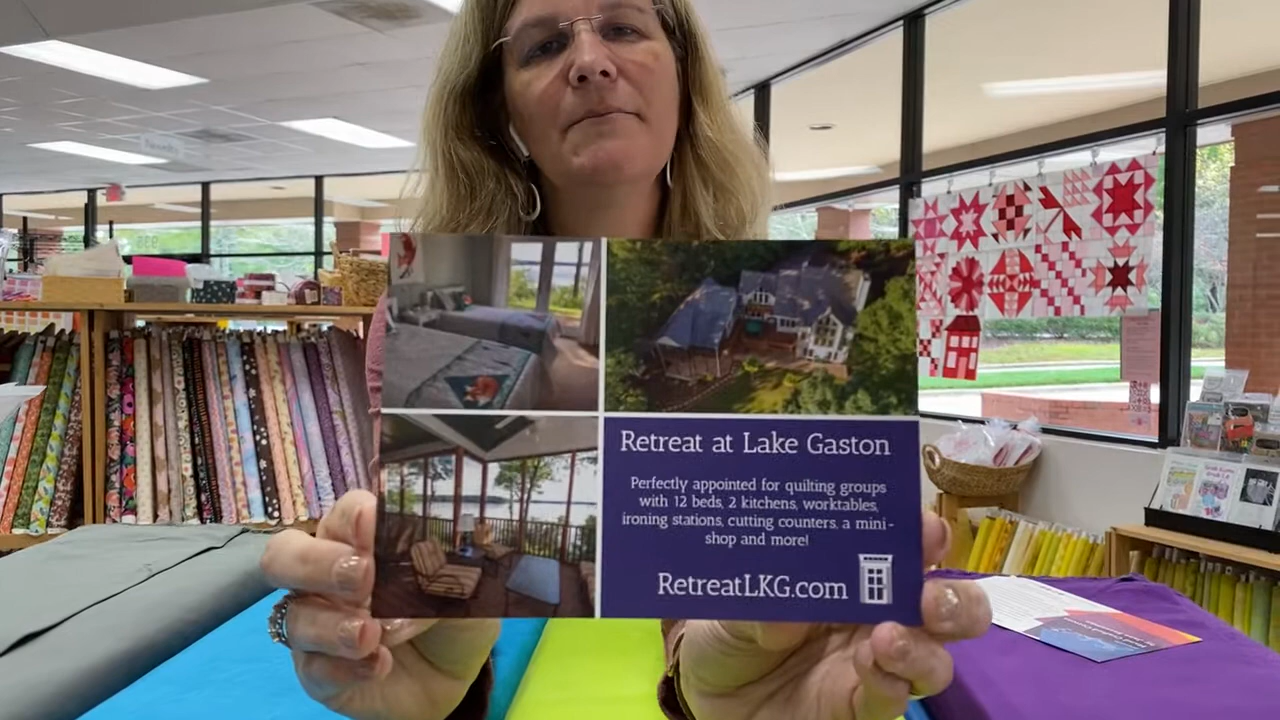 Retreat at Lake Gaston
Perfectly appointed for quilting groups
with 12 beds, 2 kitchens, worktables,
ironing stations, cutting counters, a mini-
shop and more!
RetreatLKG.com